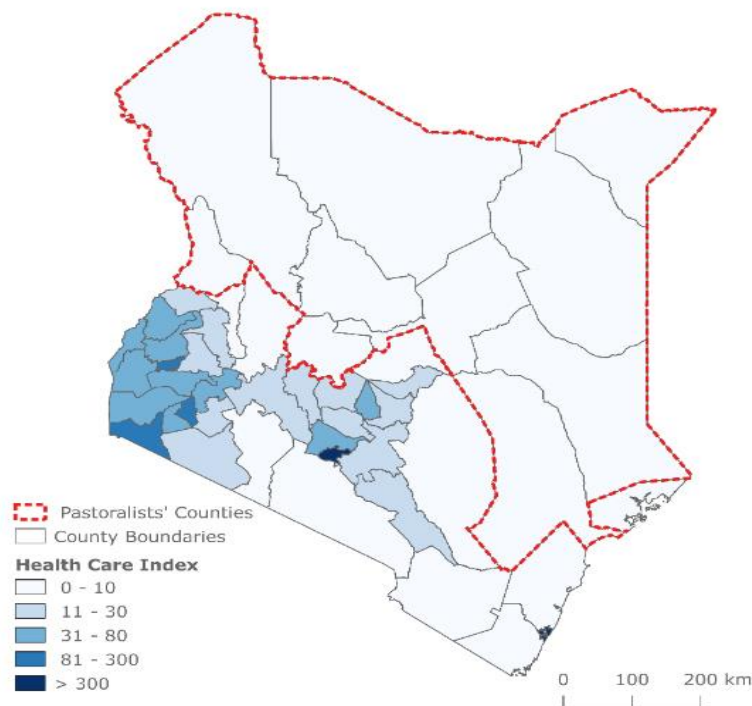 Pastoralists' Counties
County Boundaries
Health Care Index
0 - 10
11 - 30
31 - 80
81 - 300
> 300
0 100 200 km